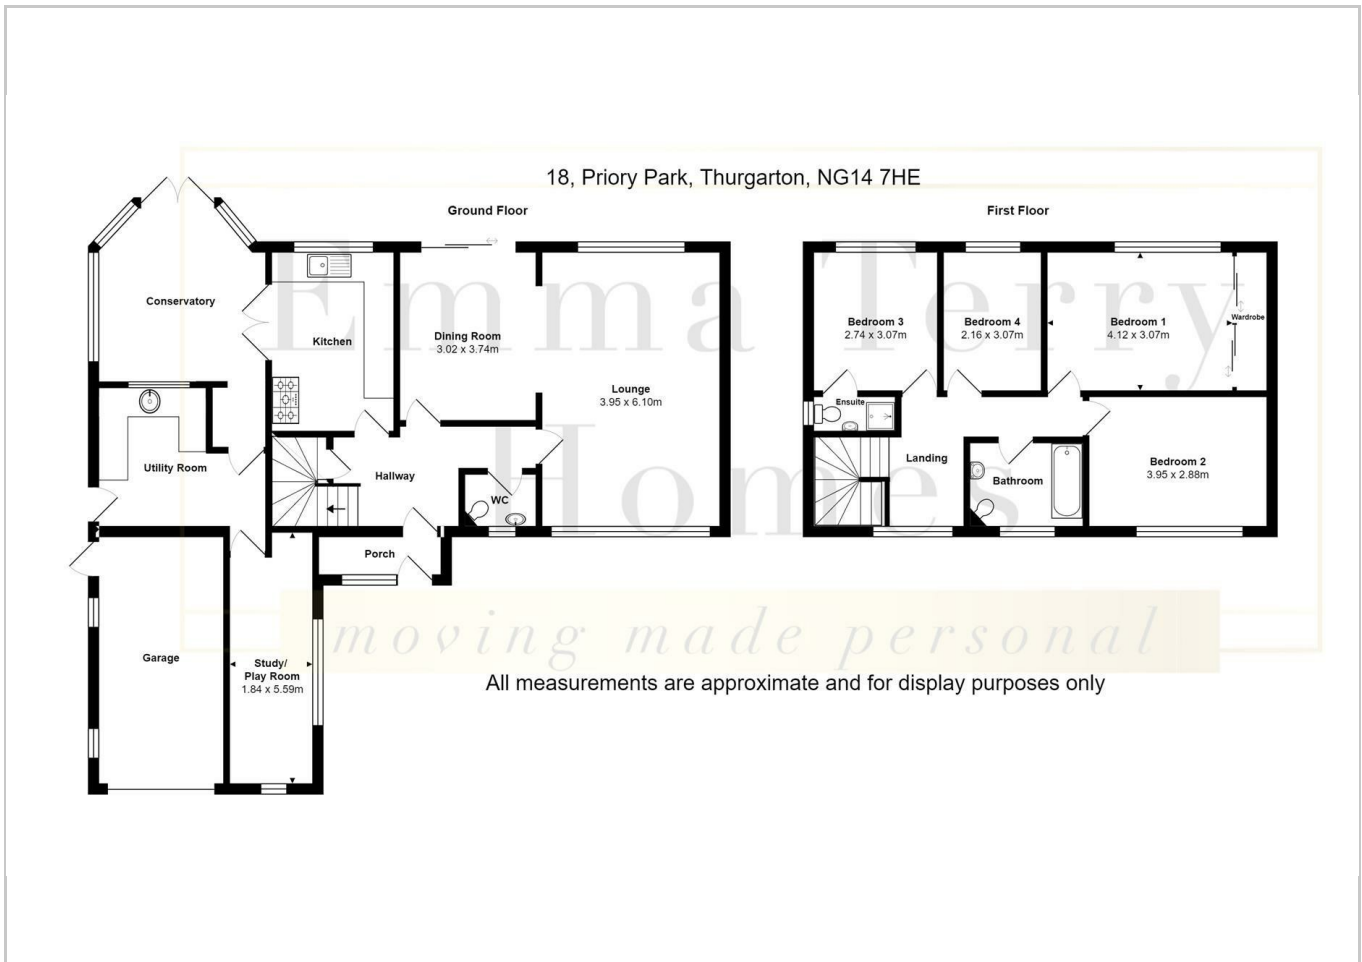 18, Priory Park, Thurgarton, NG14 7HE
Ground Floor
First Floor
Emma Terry
Homes
moving made personal
Conservatory
Kitchen
Dining Room
3.02 x 3.74m
Lounge
3.95 x 6.10m
Utility Room
Hallway
WC
Porch
Garage
Study/
Play Room
1.84 x 5.59m
Bedroom 3
2.74 x 3.07m
Bedroom 4
2.16 x 3.07m
Bedroom 1
4.12 x 3.07m
Wardrobe
Ensuite
Landing
Bathroom
Bedroom 2
3.95 x 2.88m
All measurements are approximate and for display purposes only